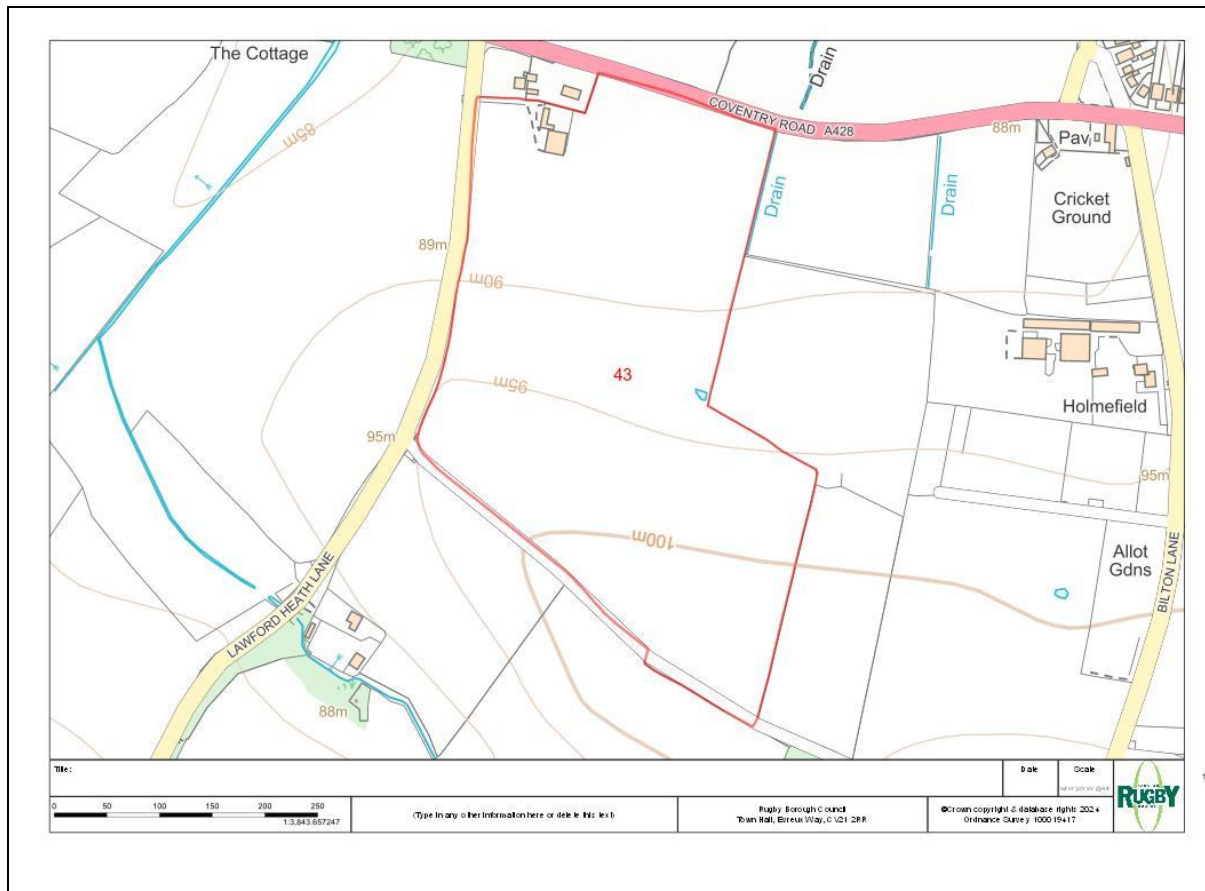 The Cottage
85m
COVENTRY ROAD A428
Drain
88m
Pav
Cricket
Ground
Drain
Drain
89m
90m
43
95m
Holmefield
95m
95m
100m
Allot
Gdns
BILTON LANE
LAWFORD HEATH LANE
88m
Title:
Date
Scale
0 50 100 150 200 250
1:3,843.657247
(Type in any other information here or delete this text)
Rugby Borough Council
Town Hall, Evreux Way, CV21 2RR
©Crown copyright & database rights 2024
Ordnance Survey 100019417
RUGBY